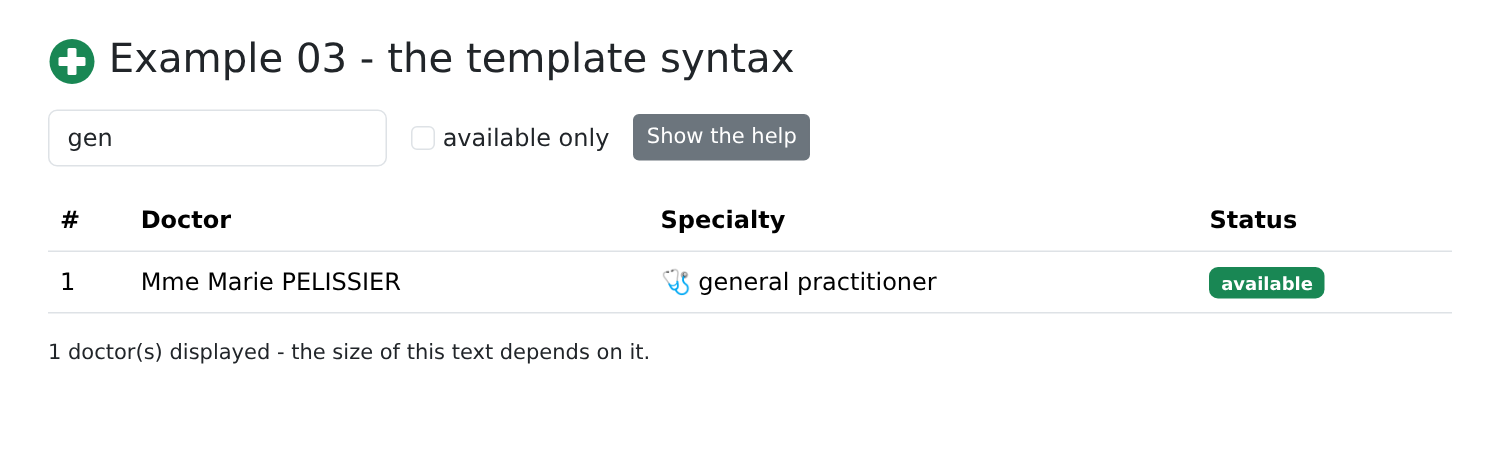 Example 03 - the template syntax
gen
available only
Show the help
# Doctor Specialty Status
1 Mme Marie PELISSIER 🩺 general practitioner available
1 doctor(s) displayed - the size of this text depends on it.